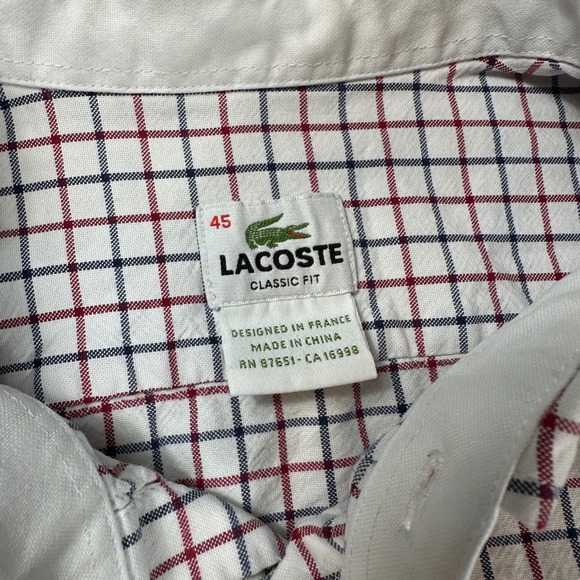 45
LACOSTE
CLASSIC FIT
DESIGNED IN FRANCE
MADE IN CHINA
RN 87651 - CA 16998